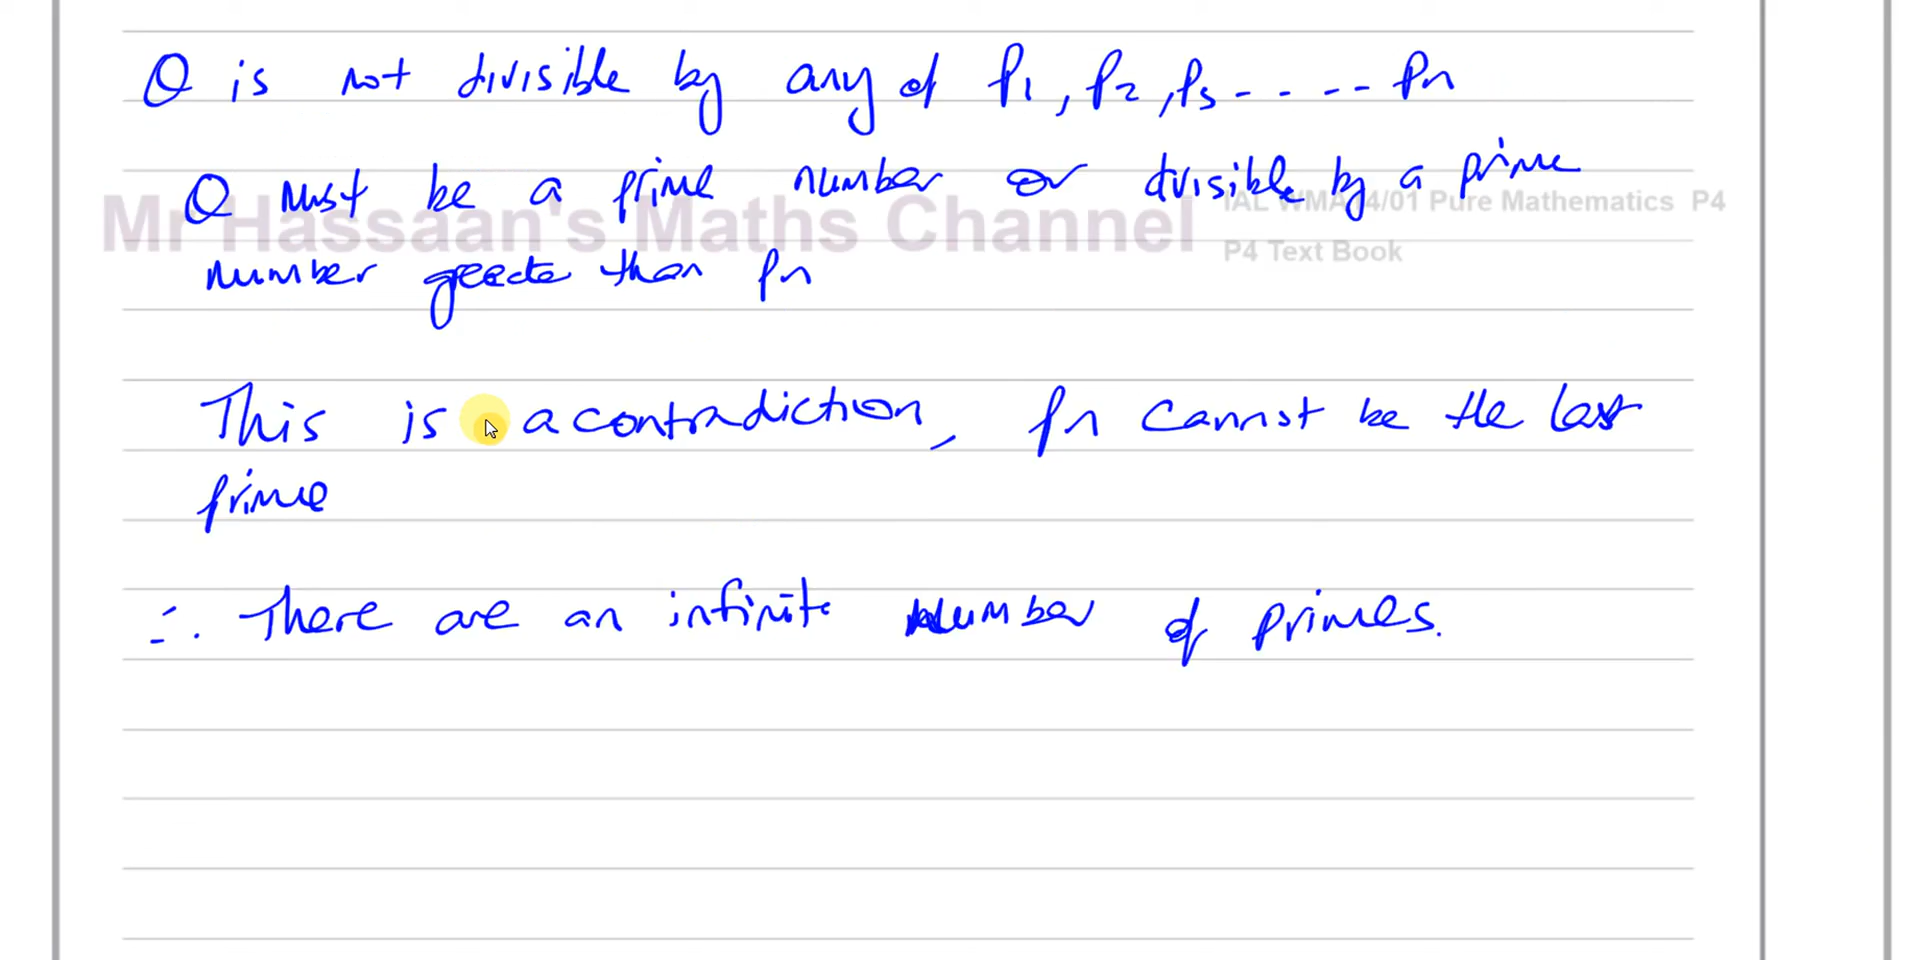 Q is not divisible by any of P1, P2, P3 ----- Pn
Q must be a prime number or divisible by a prime
Mr Hassaan's Maths Channel
IAL WMA14/01 Pure Mathematics P4
P4 Text Book
number greater than Pn
This is a contradiction, Pn cannot be the last
prime
∴ There are an infinite number of primes.